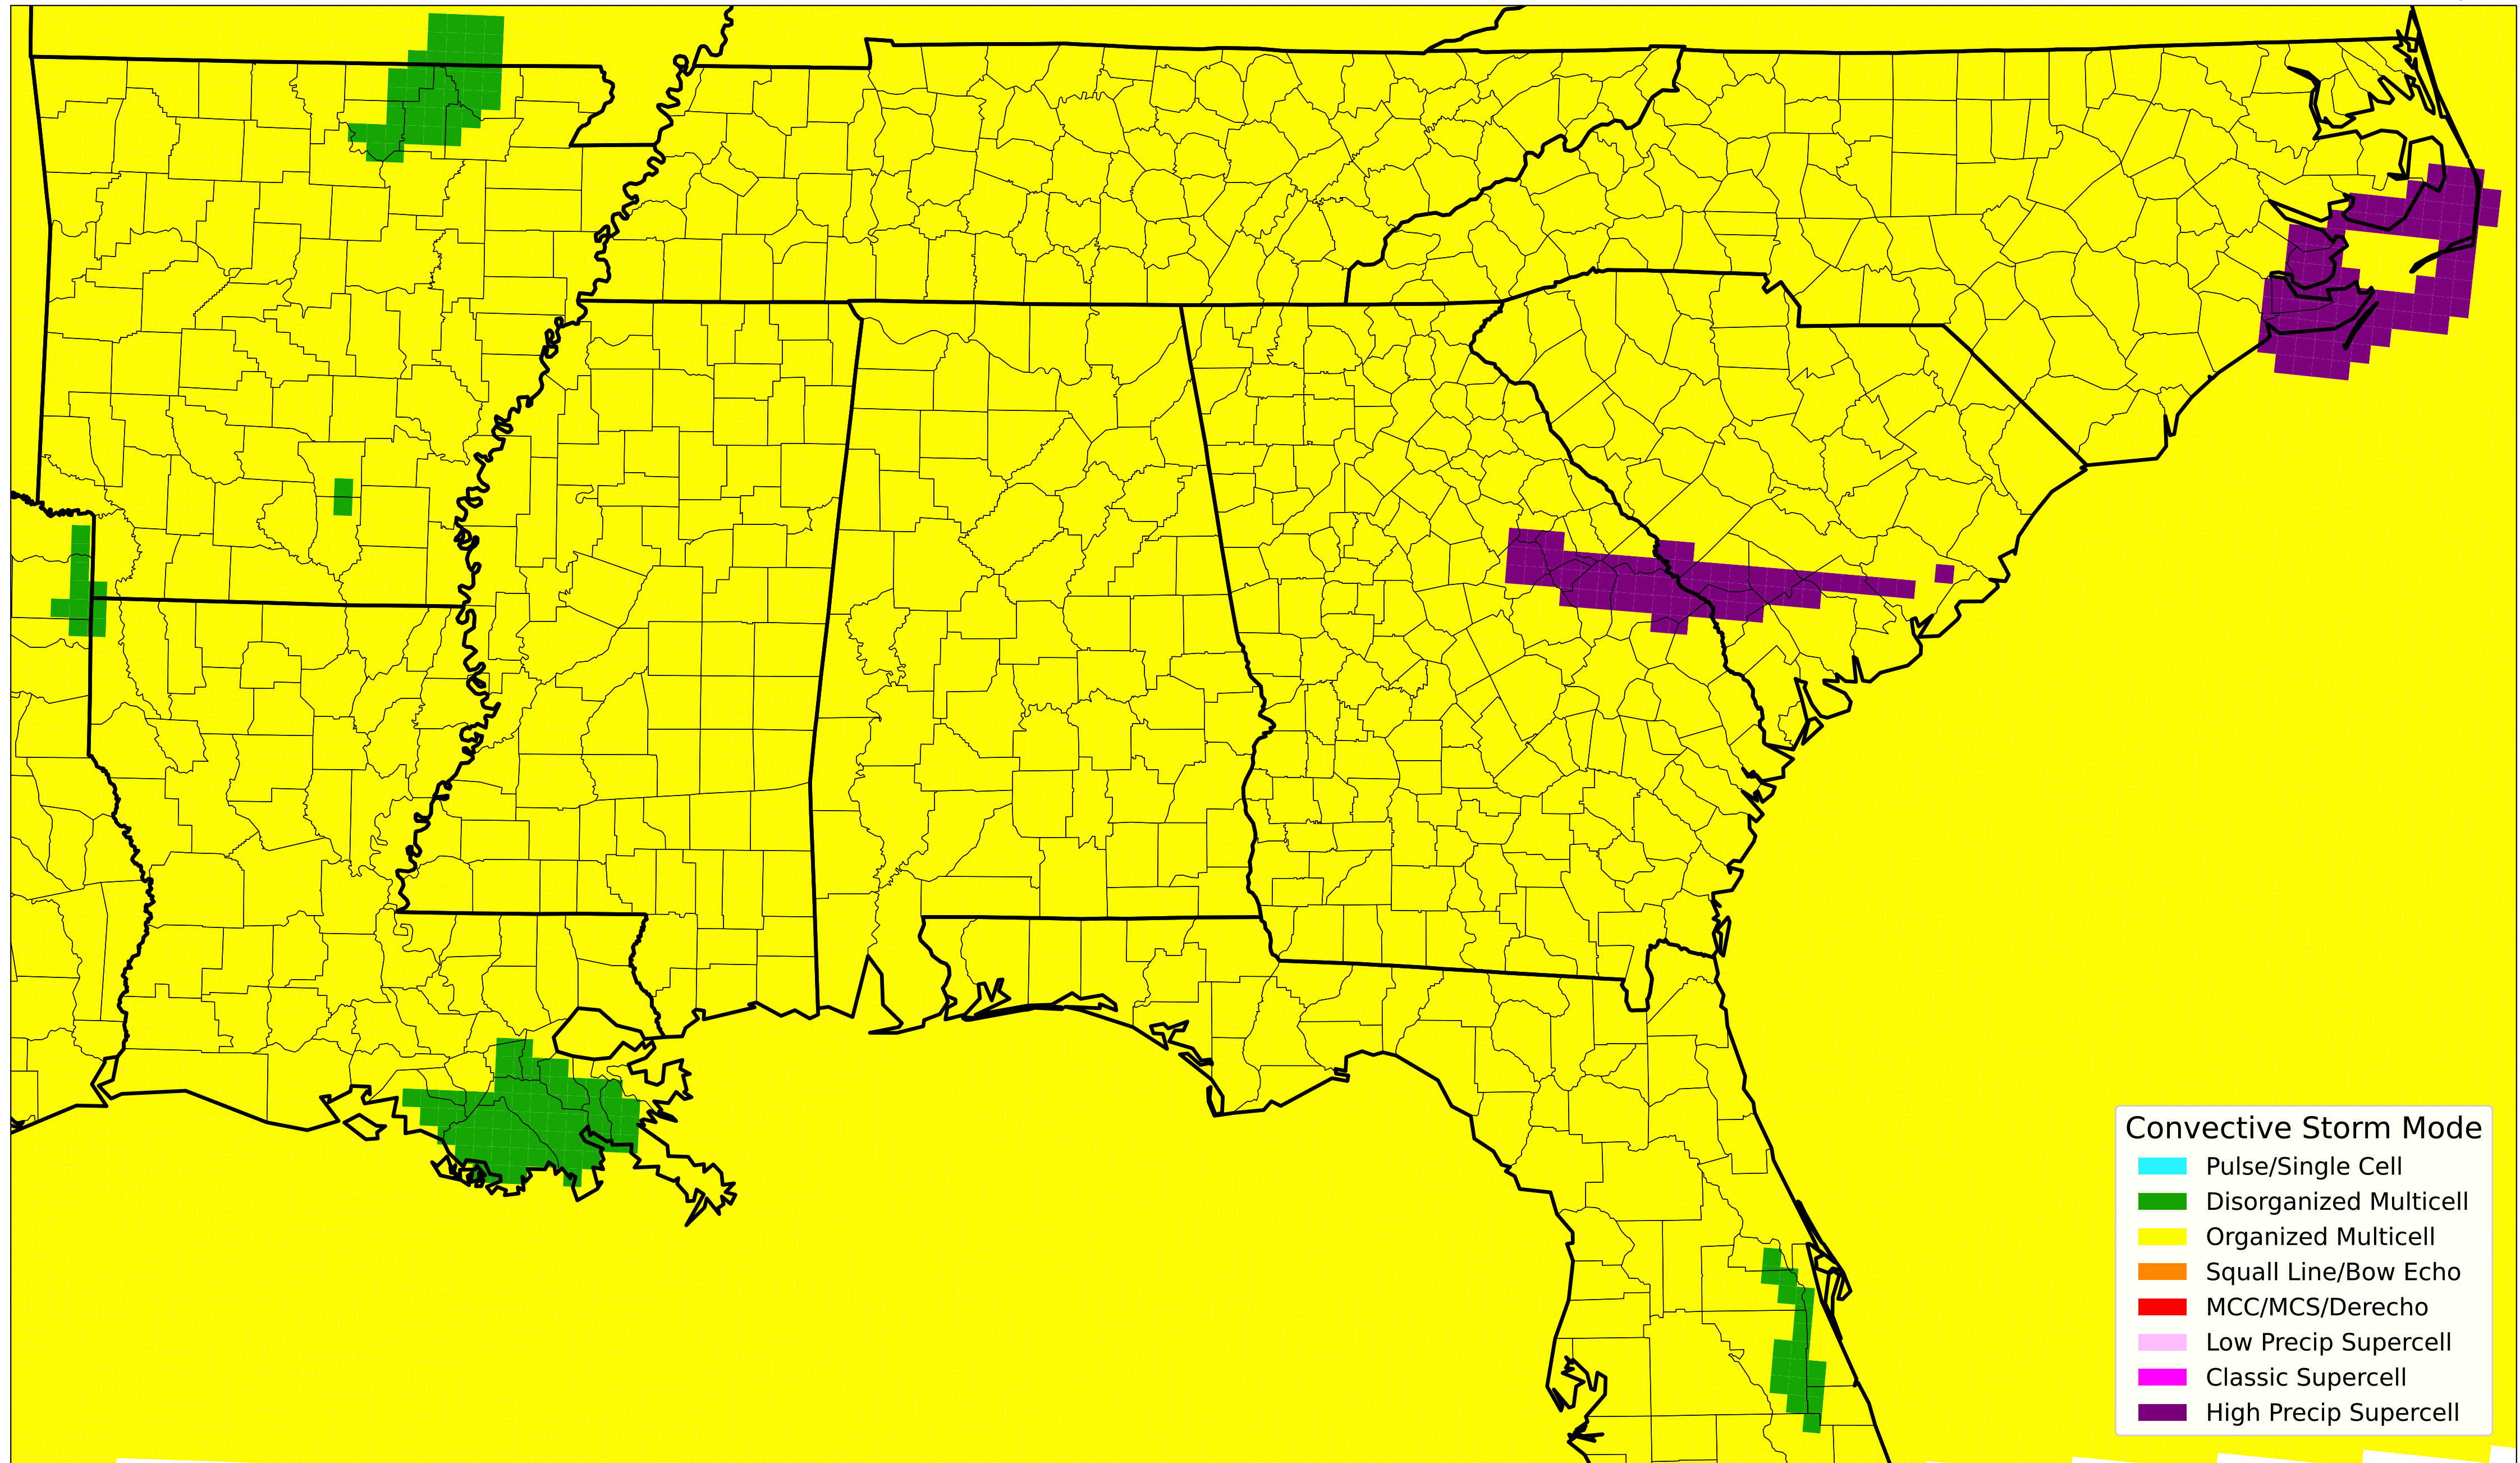 Convective Storm Mode
Pulse/Single Cell
Disorganized Multicell
Organized Multicell
Squall Line/Bow Echo
MCC/MCS/Derecho
Low Precip Supercell
Classic Supercell
High Precip Supercell